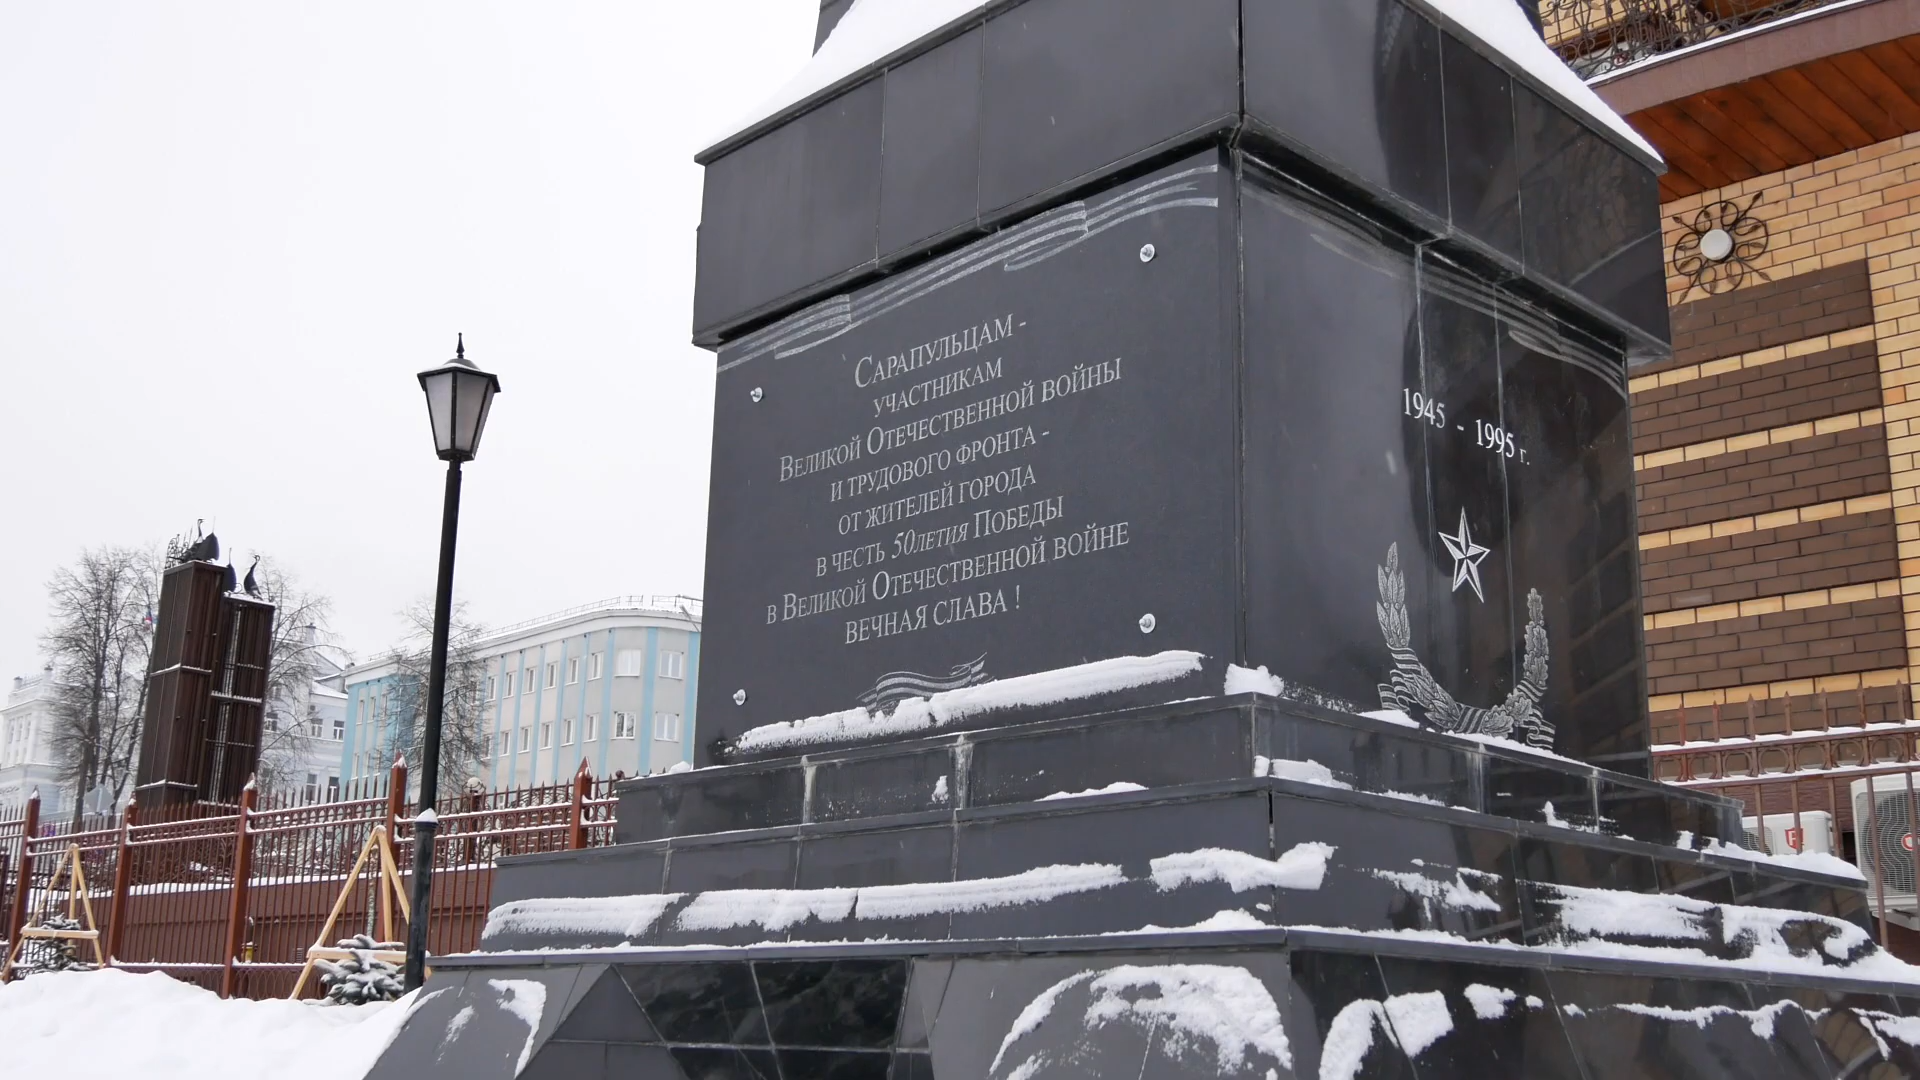 Сарапульцам -
участникам
Великой Отечественной войны
и трудового фронта -
от жителей города
в честь 50летия Победы
в Великой Отечественной войне
вечная слава !
1945 - 1995 г.